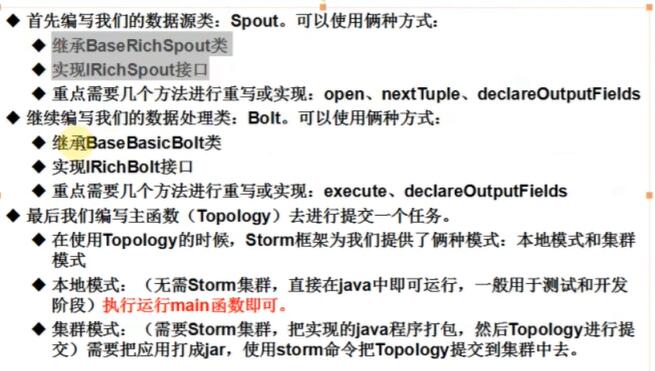 首先编写我们的数据源类：Spout。可以使用俩种方式：
继承BaseRichSpout类
实现IRichSpout接口
重点需要几个方法进行重写或实现：open、nextTuple、declareOutputFields
继续编写我们的数据处理类：Bolt。可以使用俩种方式：
继承BaseBasicBolt类
实现IRichBolt接口
重点需要几个方法进行重写或实现：execute、declareOutputFields
最后我们编写主函数（Topology）去进行提交一个任务。
在使用Topology的时候，Storm框架为我们提供了俩种模式：本地模式和集群
模式
本地模式：（无需Storm集群，直接在java中即可运行，一般用于测试和开发
阶段）执行运行main函数即可。
集群模式：（需要Storm集群，把实现的java程序打包，然后Topology进行提
交）需要把应用打成jar，使用storm命令把Topology提交到集群中去。